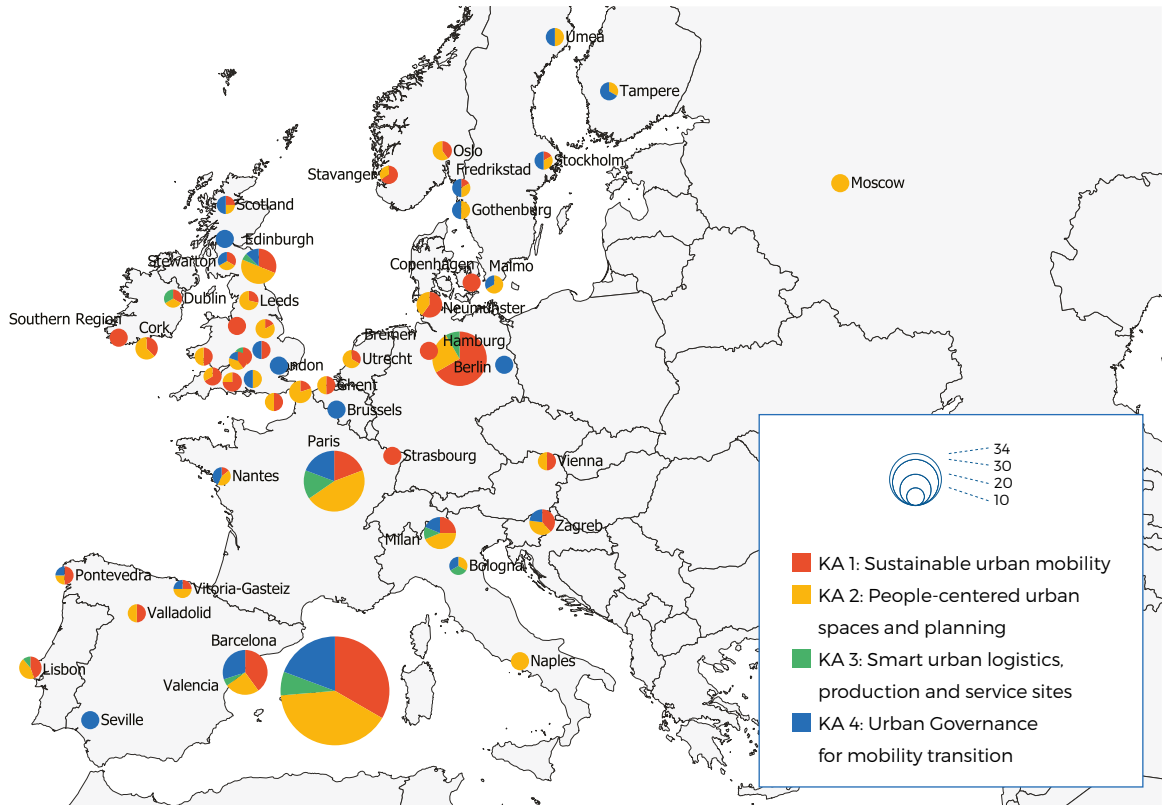 Umeå
Tampere
Oslo
Stockholm
Fredrikstad
Stavanger
Moscow
Scotland
Gothenburg
Edinburgh
Stewarton
Copenhagen
Malmo
Dublin
Leeds
Neumünster
Southern Region
Cork
Bremen
Hamburg
Utrecht
Berlin
ndon
Ghent
Brussels
Paris
Strasbourg
Vienna
Nantes
Zagreb
Milan
Bologna
Pontevedra
Vitoria-Gasteiz
Valladolid
Barcelona
Naples
Lisbon
Valencia
Seville
34
30
20
10
KA 1: Sustainable urban mobility
KA 2: People-centered urban
spaces and planning
KA 3: Smart urban logistics,
production and service sites
KA 4: Urban Governance
for mobility transition